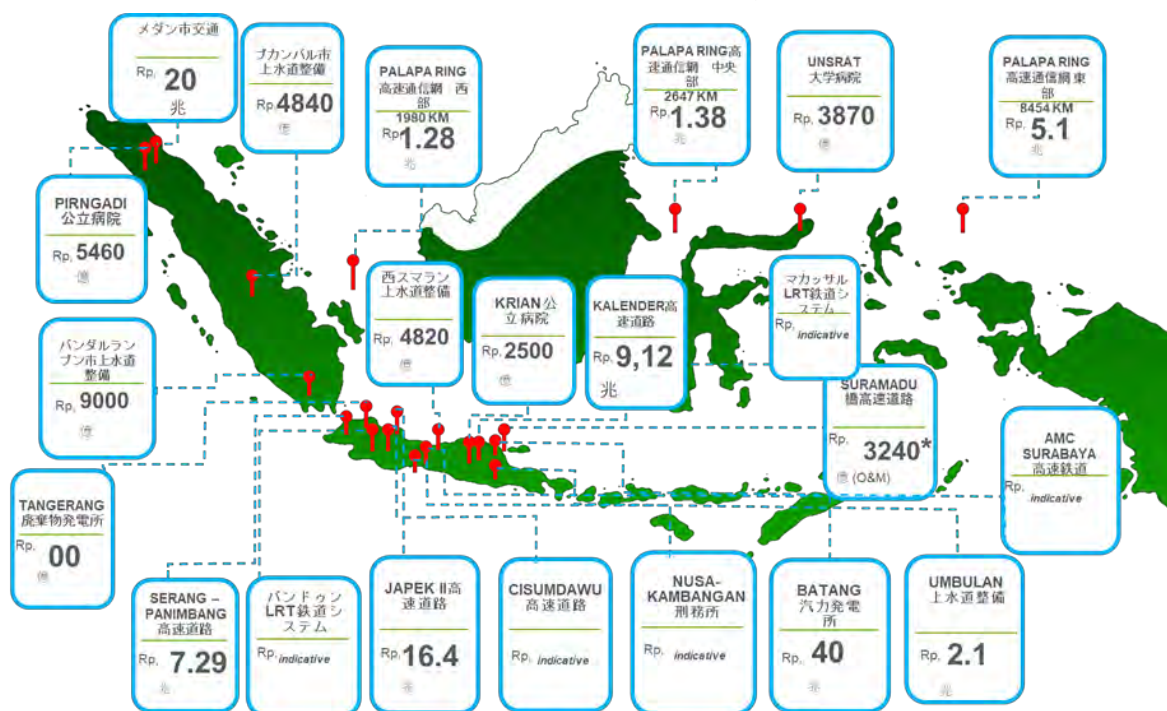 メダン市交通
Rp. 20
兆
プカンバル市
上水道整備
Rp. 4840
億
PALAPA RING
高速通信網 西
部
1980 KM
Rp 1.28
兆
PALAPA RING高
速通信網 中央
部
2647 KM
Rp. 1.38
兆
UNSRAT
大学病院
Rp. 3870
億
PALAPA RING
高速通信網 東
部
8454 KM
Rp. 5.1
兆
PIRNGADI
公立病院
Rp. 5460
億
西スマラン
上水道整備
Rp. 4820
億
KRIAN 公
立 病院
Rp. 2500
億
KALENDER高
速道路
Rp. 9,12
兆
マカッサル
LRT鉄道シ
ステム
Rp. indicative
バンダルラン
プン市上水道
整備
Rp, 9000
億
SURAMADU
橋高速道路
Rp.
3240*
億 (O&M)
AMC
SURABAYA
高速鉄道
Rp. indicative
TANGERANG
廃棄物発電所
Rp. 00
億
SERANG –
PANIMBANG
高速道路
Rp. 7.29
兆
バンドゥン
LRT鉄道シ
ステム
Rp. indicative
JAPEK II高
速道路
Rp. 16.4
兆
CISUMDAWU
高速道路
Rp. indicative
NUSA-
KAMBANGAN
刑務所
Rp. indicative
BATANG
汽力発電
所
Rp. 40
兆
UMBULAN
上水道整備
Rp. 2.1
兆